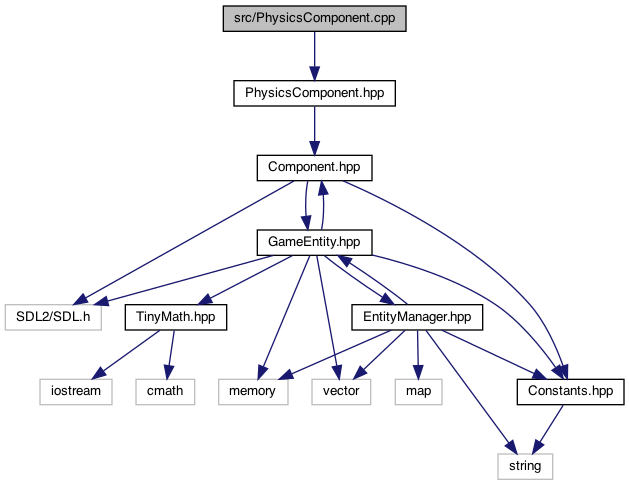 src/PhysicsComponent.cpp
PhysicsComponent.hpp
Component.hpp
GameEntity.hpp
SDL2/SDL.h
TinyMath.hpp
EntityManager.hpp
iostream
cmath
memory
vector
map
Constants.hpp
string